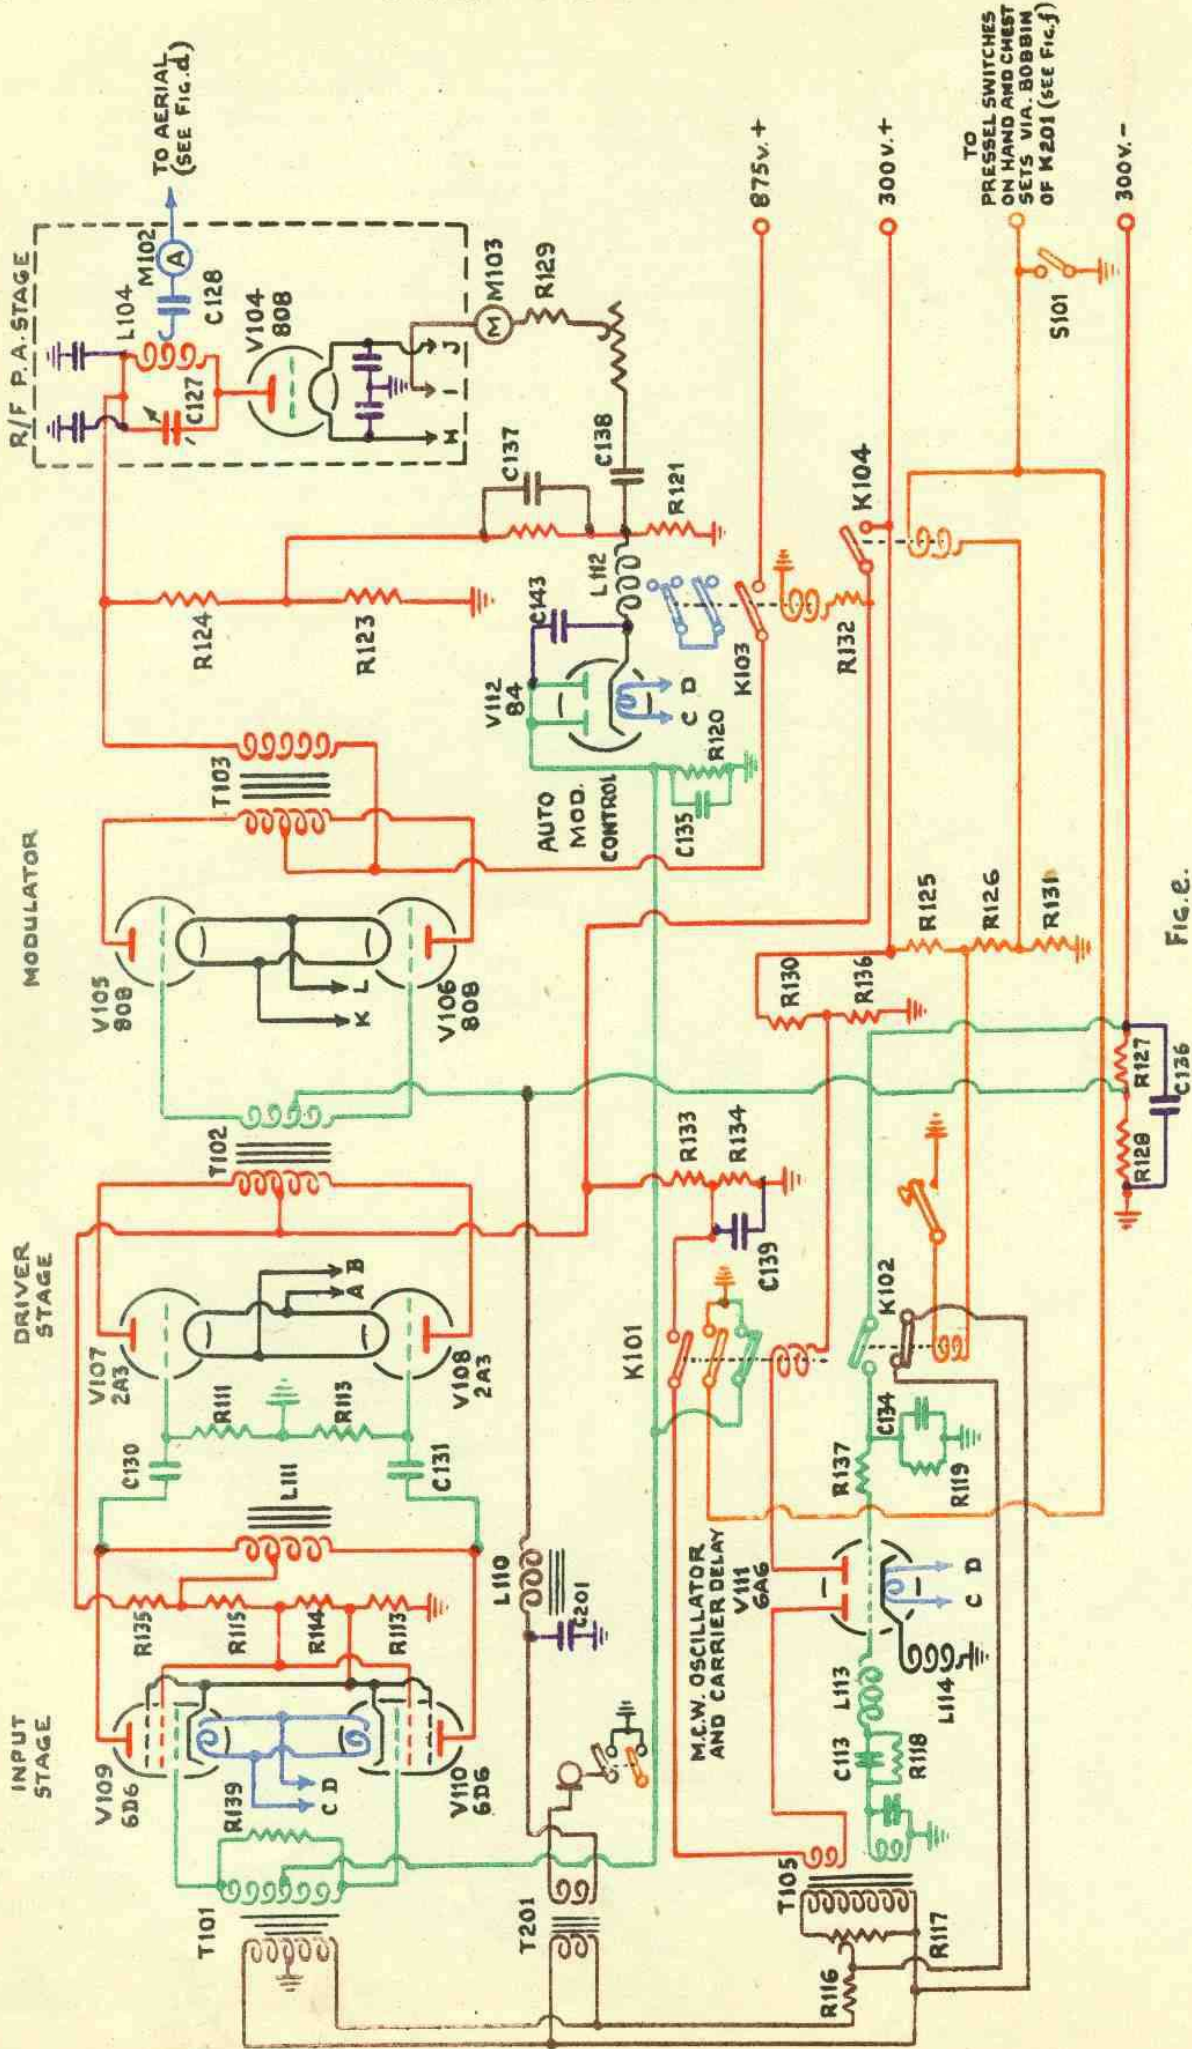 INPUT
STAGE
DRIVER
STAGE
MODULATOR
R/F P.A. STAGE
TO AERIAL
(SEE FIG.d)
M102
A
L104
C128
C127
V104
808
H
I
J
M103
M
R129
V109
6D6
R139
C D
V110
6D6
T101
R135
R115
R114
R113
L111
C130
C131
V107
2A3
R111
R113
V108
2A3
A
B
T102
V105
808
K
L
V106
808
T103
R124
R123
C137
C138
R121
L112
C143
V112
84
C D
AUTO
MOD.
CONTROL
C135
R120
K103
R132
K104
875V.+
300V.+
TO
PRESSEL SWITCHES
ON HAND AND CHEST
SETS VIA. BOBBIN
OF K201 (SEE FIG.f)
S101
300V.-
T201
L110
C201
M.C.W. OSCILLATOR
AND CARRIER DELAY
V111
6A6
K101
R133
R134
C139
R130
R136
R125
R126
R131
T105
R116
R117
C113
R118
L113
L114
C D
R137
C134
R119
K102
R128
R127
C136
FIG.e.